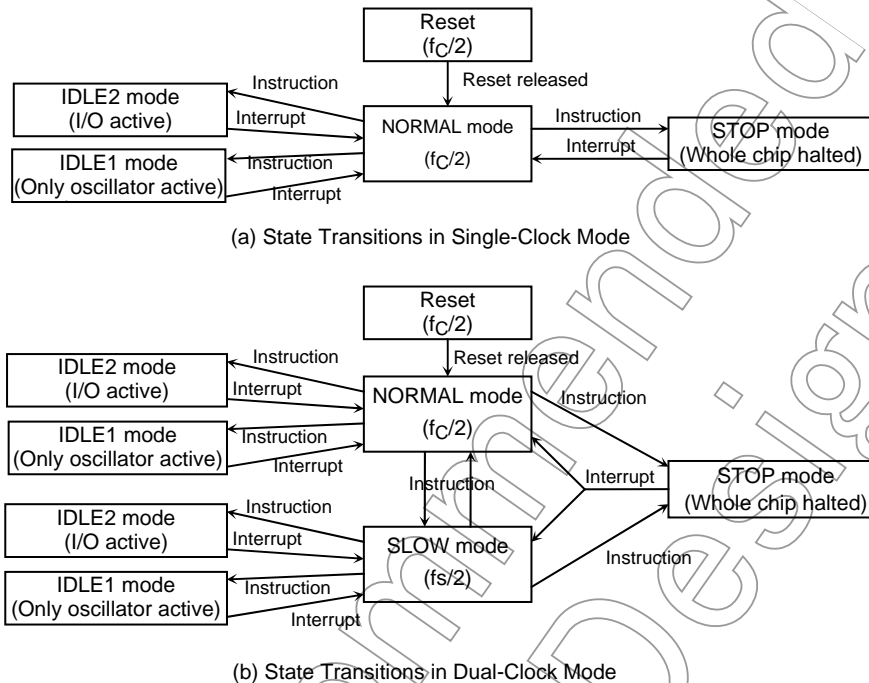 Reset
(fC/2)
Reset released
Instruction
IDLE2 mode
(I/O active)
Interrupt
NORMAL mode
(fC/2)
Instruction
Interrupt
STOP mode
(Whole chip halted)
IDLE1 mode
(Only oscillator active)
Instruction
Interrupt
(a) State Transitions in Single-Clock Mode
Reset
(fC/2)
Reset released
IDLE2 mode
(I/O active)
Instruction
Interrupt
NORMAL mode
(fC/2)
Instruction
IDLE1 mode
(Only oscillator active)
Instruction
Interrupt
Instruction
Interrupt
STOP mode
(Whole chip halted)
IDLE2 mode
(I/O active)
Instruction
Interrupt
SLOW mode
(fs/2)
Instruction
IDLE1 mode
(Only oscillator active)
Instruction
Interrupt
(b) State Transitions in Dual-Clock Mode
mmended
Design